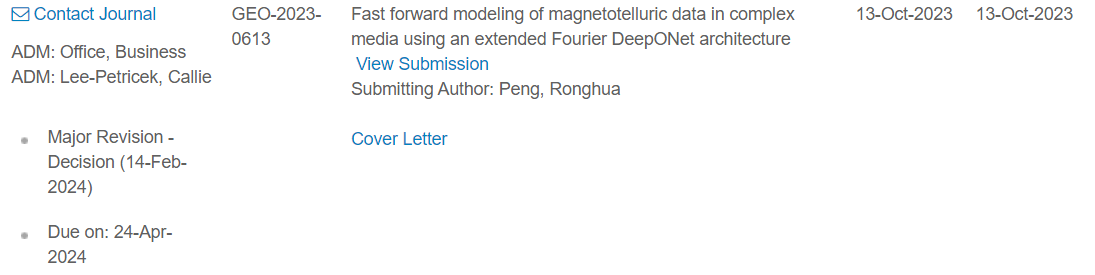 Contact Journal
ADM: Office, Business
ADM: Lee-Petricek, Callie
Major Revision -
Decision (14-Feb-
2024)
Due on: 24-Apr-
2024
GEO-2023-
0613
Fast forward modeling of magnetotelluric data in complex
media using an extended Fourier DeepONet architecture
View Submission
Submitting Author: Peng, Ronghua
Cover Letter
13-Oct-2023
13-Oct-2023